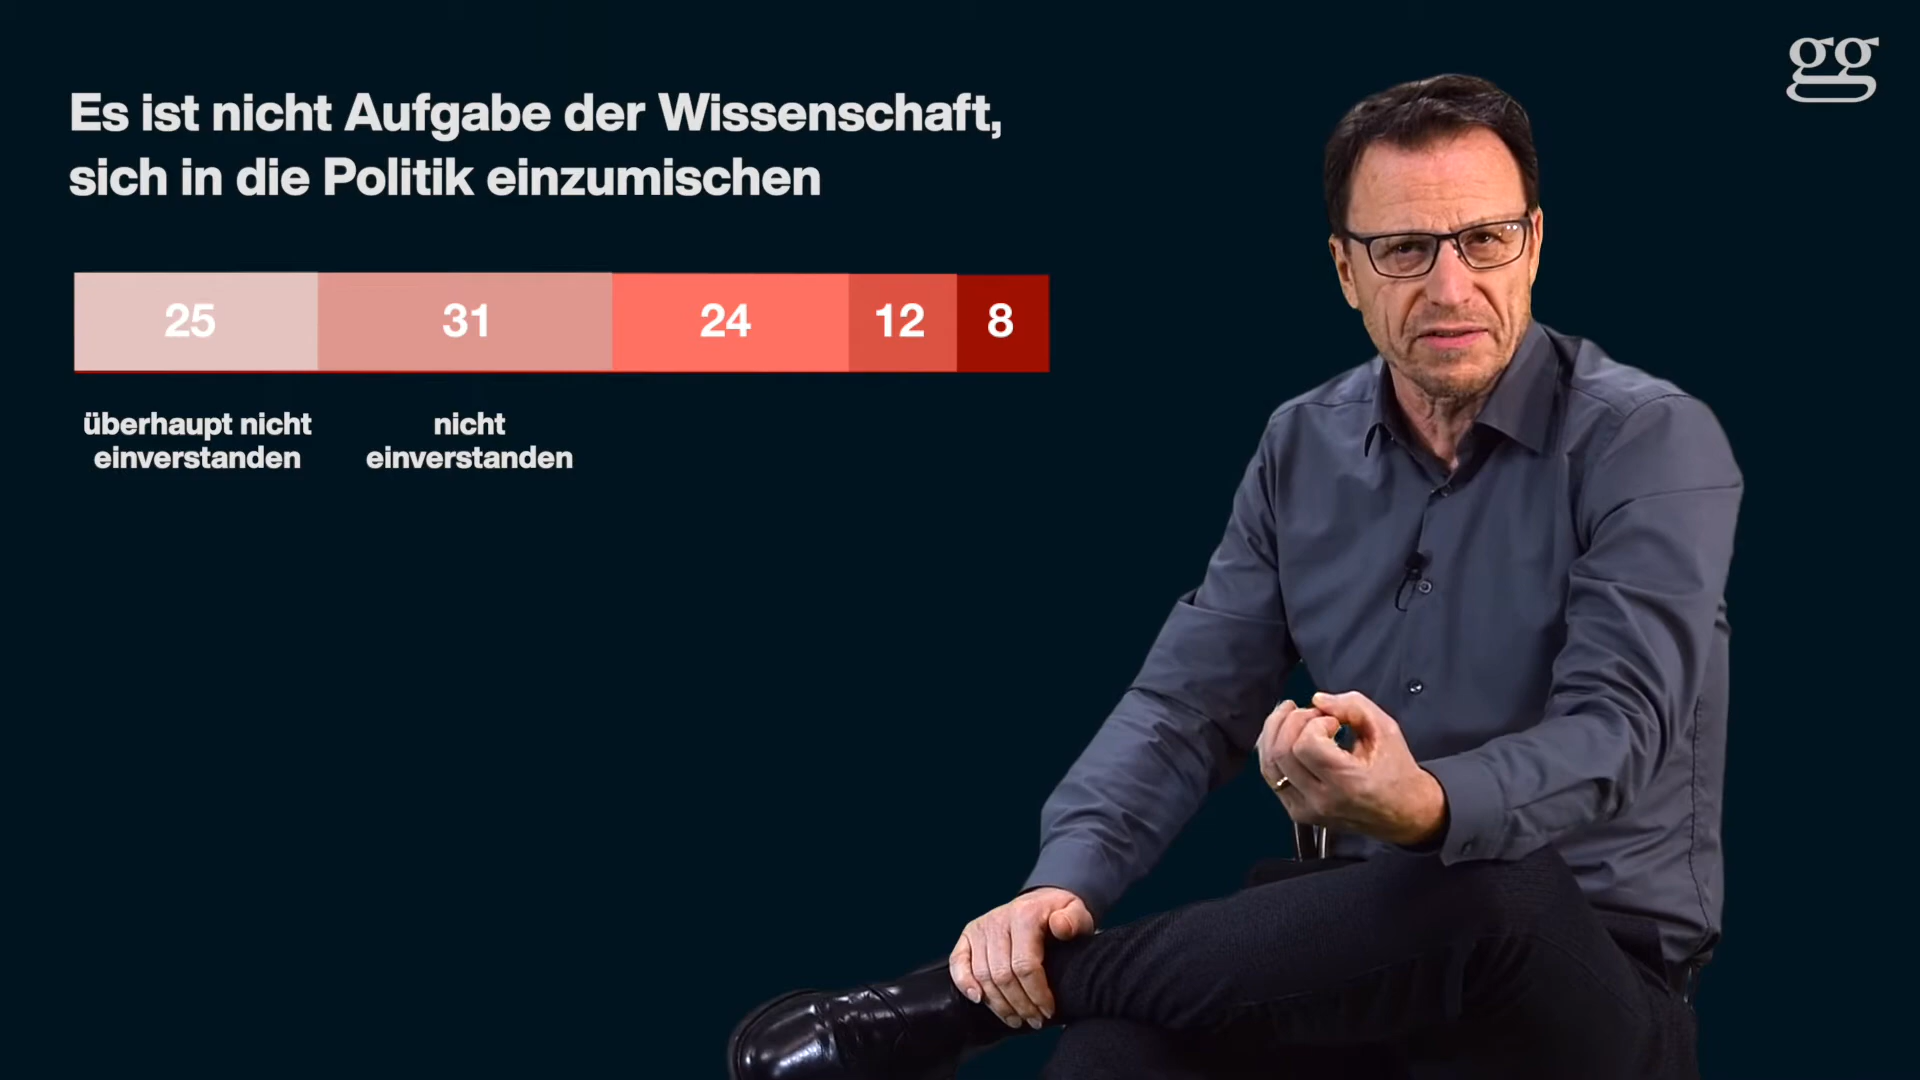 gg
Es ist nicht Aufgabe der Wissenschaft,
sich in die Politik einzumischen
25 31 24 12 8
überhaupt nicht nicht
einverstanden einverstanden